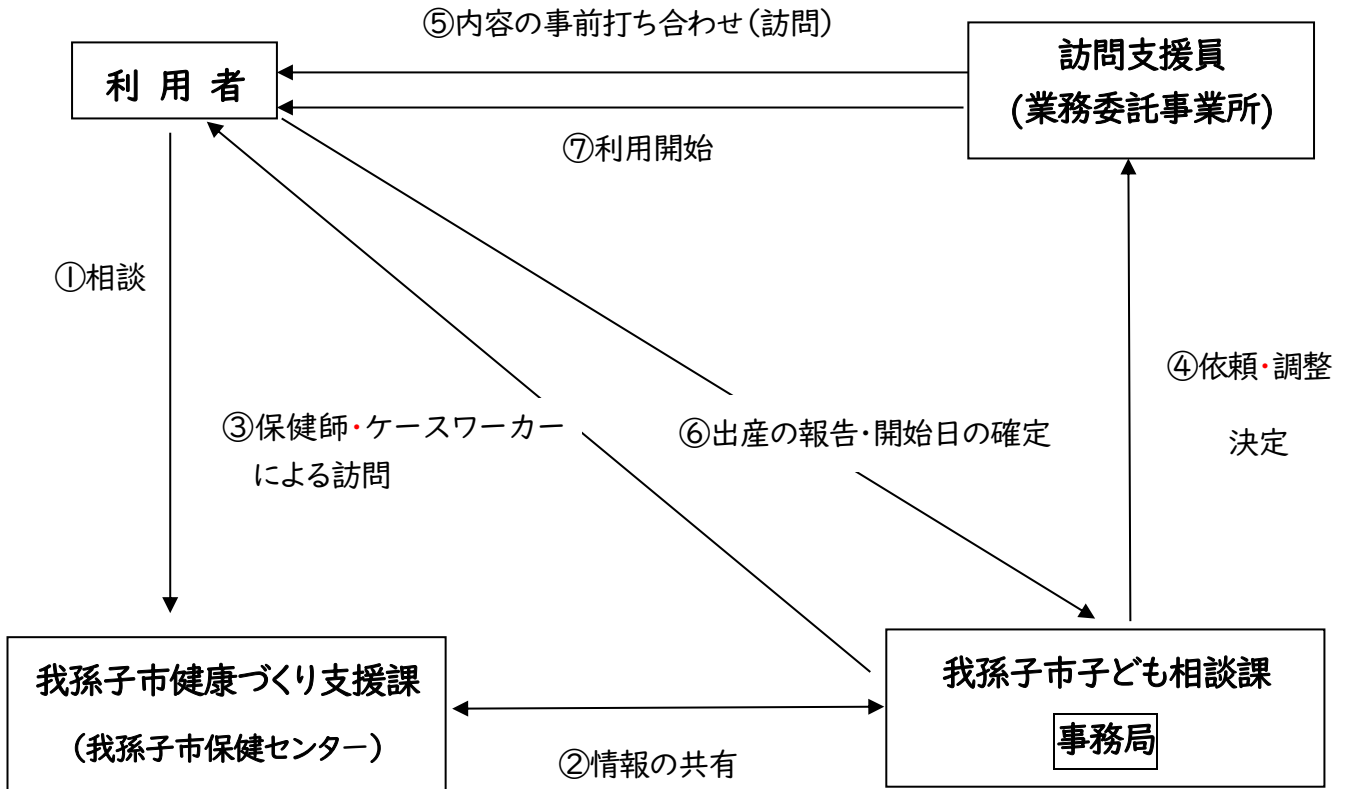 ⑤内容の事前打ち合わせ(訪問)
利用者
訪問支援員
(業務委託事業所)
⑦利用開始
①相談
④依頼・調整
決定
③保健師・ケースワーカー
による訪問
⑥出産の報告・開始日の確定
我孫子市健康づくり支援課
(我孫子市保健センター)
我孫子市子ども相談課
事務局
②情報の共有